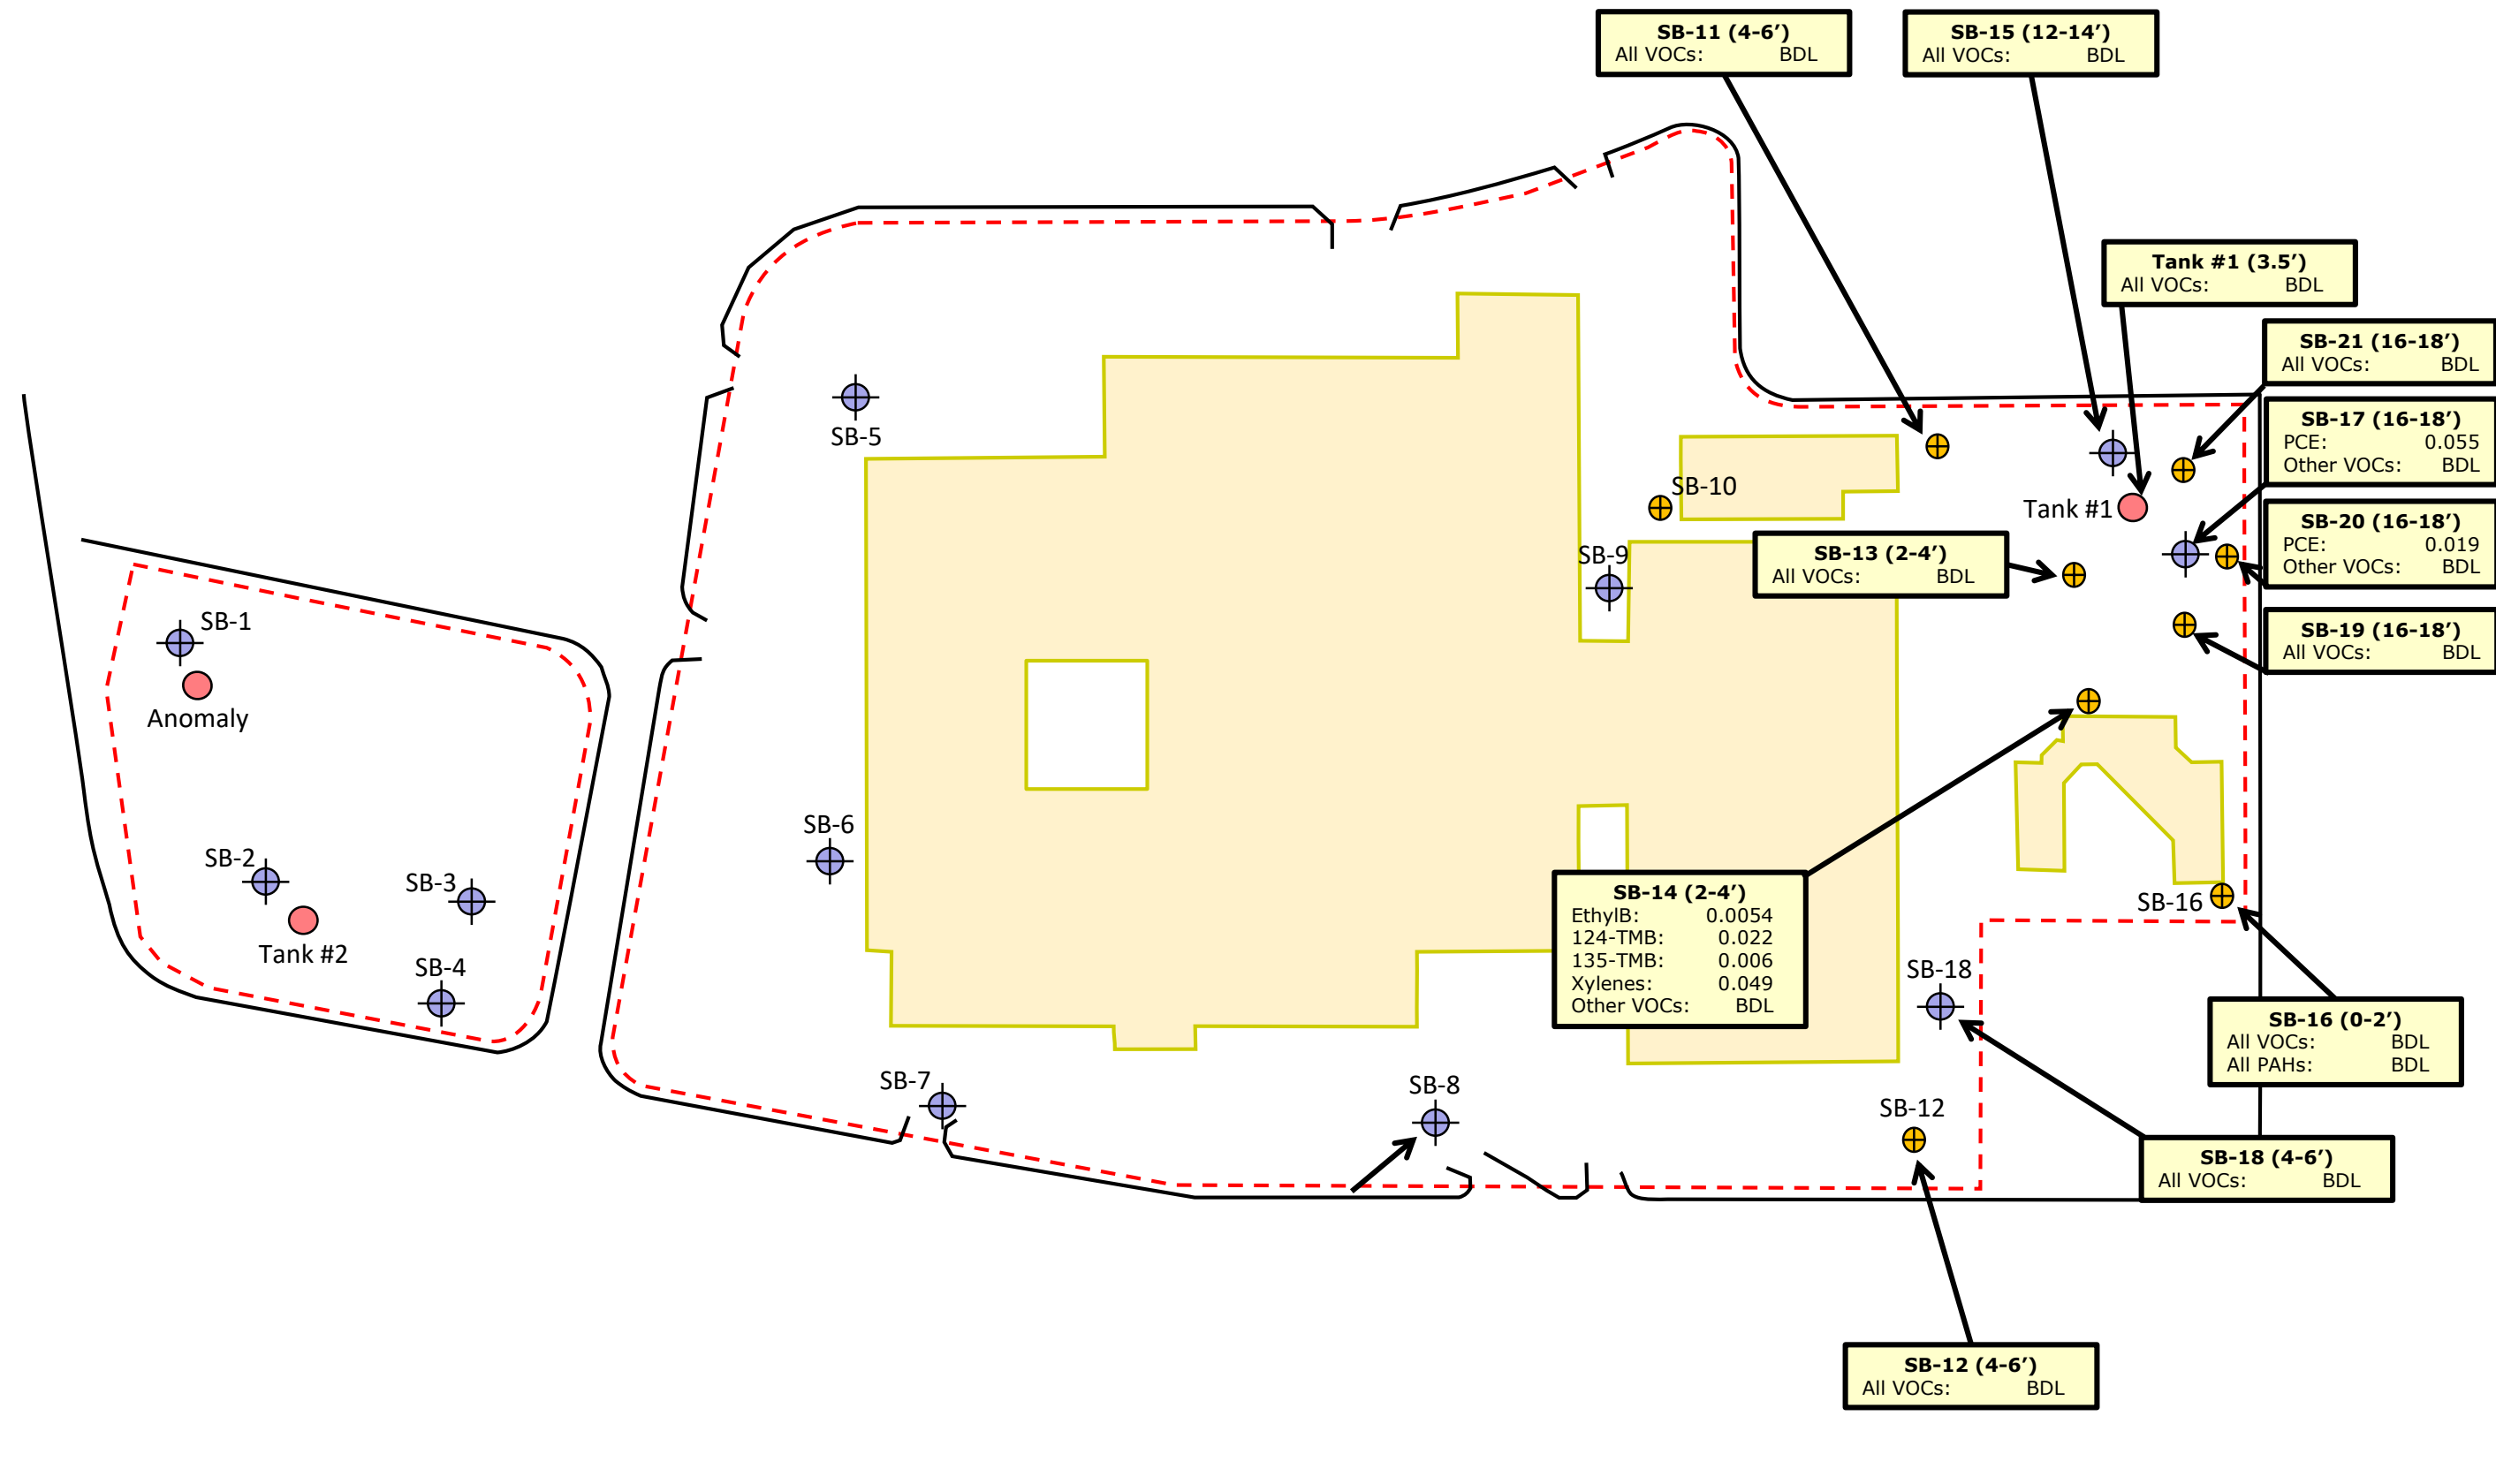 SB-11 (4-6’)
All VOCs: BDL
SB-15 (12-14’)
All VOCs: BDL
Tank #1 (3.5’)
All VOCs: BDL
SB-21 (16-18’)
All VOCs: BDL
SB-17 (16-18’)
PCE: 0.055
Other VOCs: BDL
SB-20 (16-18’)
PCE: 0.019
Other VOCs: BDL
SB-19 (16-18’)
All VOCs: BDL
SB-5
SB-10
Tank #1
SB-9
SB-13 (2-4’)
All VOCs: BDL
SB-1
Anomaly
SB-6
SB-2
SB-3
Tank #2
SB-4
SB-14 (2-4’)
EthylB: 0.0054
124-TMB: 0.022
135-TMB: 0.006
Xylenes: 0.049
Other VOCs: BDL
SB-16
SB-18
SB-16 (0-2’)
All VOCs: BDL
All PAHs: BDL
SB-7
SB-8
SB-12
SB-18 (4-6’)
All VOCs: BDL
SB-12 (4-6’)
All VOCs: BDL